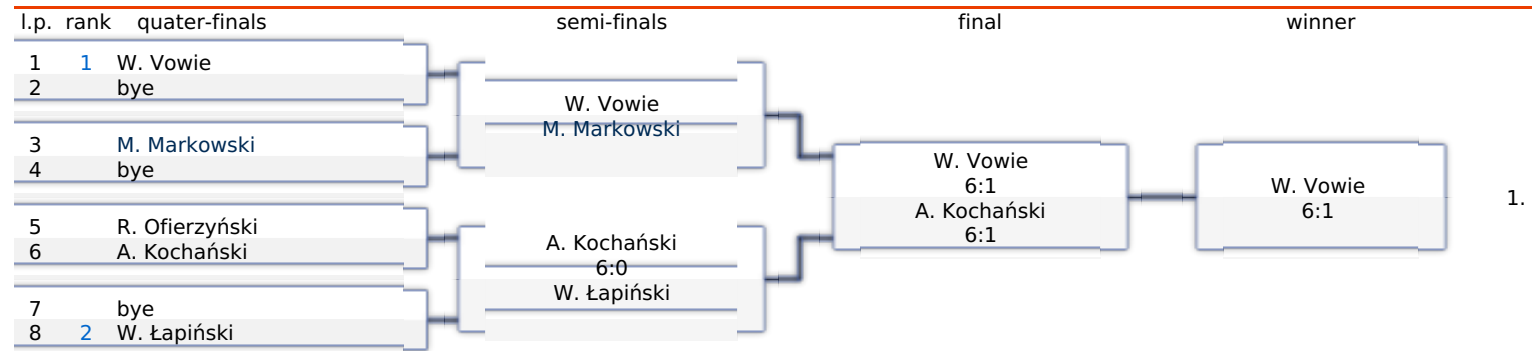 l.p. rank quater-finals semi-finals final winner
1 1 W. Vowie
2 bye
3 M. Markowski
4 bye
5 R. Ofierzyński
6 A. Kochański
7 bye
8 2 W. Łapiński
W. Vowie
M. Markowski
A. Kochański
6:0
W. Łapiński
W. Vowie
6:1
A. Kochański
6:1
W. Vowie
6:1
1.